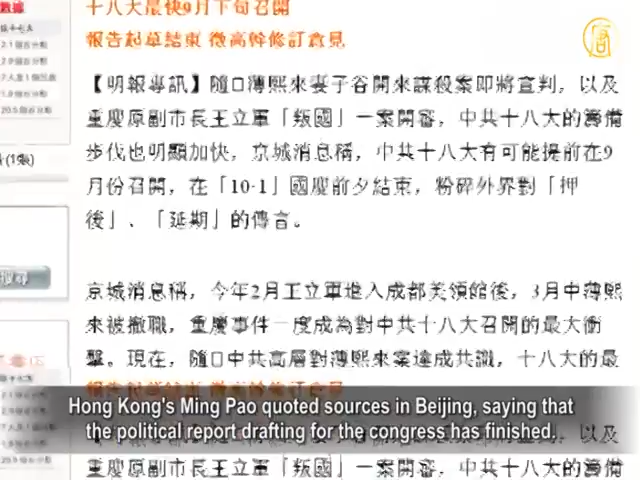 十八大最快9月下旬召開
報告起草結束 徵高幹修訂意見
【明報專訊】隨□薄熙來妻子谷開來謀殺案即將宣判，以及
重慶原副市長王立軍「叛國」一案開審，中共十八大的籌備
步伐也明顯加快，京城消息稱，中共十八大有可能提前在9
月份召開，在「10·1」國慶前夕結束，粉碎外界對「押
後」、「延期」的傳言。
京城消息稱，今年2月王立軍進入成都美領館後，3月中薄熙
來被撤職，重慶事件一度成為對中共十八大召開的最大衝
擊。現在，隨□中共高層對薄熙來案達成共識，十八大的最
Hong Kong's Ming Pao quoted sources in Beijing, saying that
the political report drafting for the congress has finished.
重慶原副市長王立軍「叛國」一案開審，中共十八大的籌備